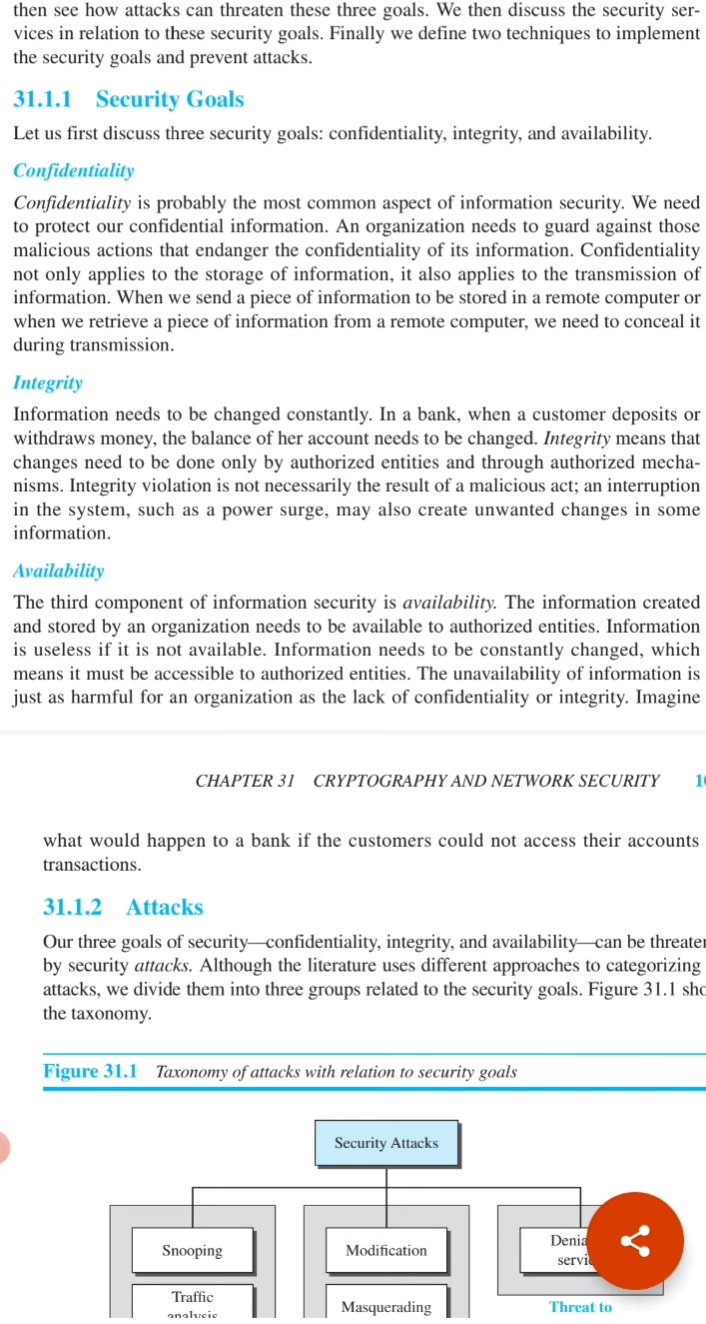 then see how attacks can threaten these three goals. We then discuss the security ser-
vices in relation to these security goals. Finally we define two techniques to implement
the security goals and prevent attacks.
31.1.1 Security Goals
Let us first discuss three security goals: confidentiality, integrity, and availability.
Confidentiality
Confidentiality is probably the most common aspect of information security. We need
to protect our confidential information. An organization needs to guard against those
malicious actions that endanger the confidentiality of its information. Confidentiality
not only applies to the storage of information, it also applies to the transmission of
information. When we send a piece of information to be stored in a remote computer or
when we retrieve a piece of information from a remote computer, we need to conceal it
during transmission.
Integrity
Information needs to be changed constantly. In a bank, when a customer deposits or
withdraws money, the balance of her account needs to be changed. Integrity means that
changes need to be done only by authorized entities and through authorized mecha-
nisms. Integrity violation is not necessarily the result of a malicious act; an interruption
in the system, such as a power surge, may also create unwanted changes in some
information.
Availability
The third component of information security is availability. The information created
and stored by an organization needs to be available to authorized entities. Information
is useless if it is not available. Information needs to be constantly changed, which
means it must be accessible to authorized entities. The unavailability of information is
just as harmful for an organization as the lack of confidentiality or integrity. Imagine
CHAPTER 31 CRYPTOGRAPHY AND NETWORK SECURITY
what would happen to a bank if the customers could not access their accounts
transactions.
31.1.2 Attacks
Our three goals of security—confidentiality, integrity, and availability—can be
by security attacks. Although the literature uses different approaches to categorizing
attacks, we divide them into three groups related to the security goals. Figure 31.1
the taxonomy.
Figure 31.1 Taxonomy of attacks with relation to security goals
Security Attacks
Snooping
Modification
Traffic
analysis
Masquerading
Threat to